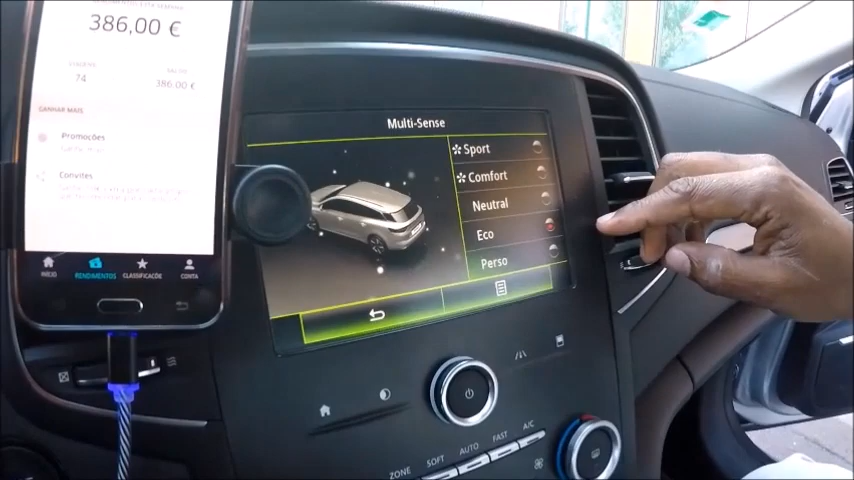 386,00 €
74
386.00 €
GANHAR MAIS
Promoções
Convites
INÍCIO
RENDIMENTOS
CLASSIFICAÇÕES
CONTA
Multi-Sense
Sport
Comfort
Neutral
Eco
Perso
ZONE
SOFT
AUTO
FAST
A/C